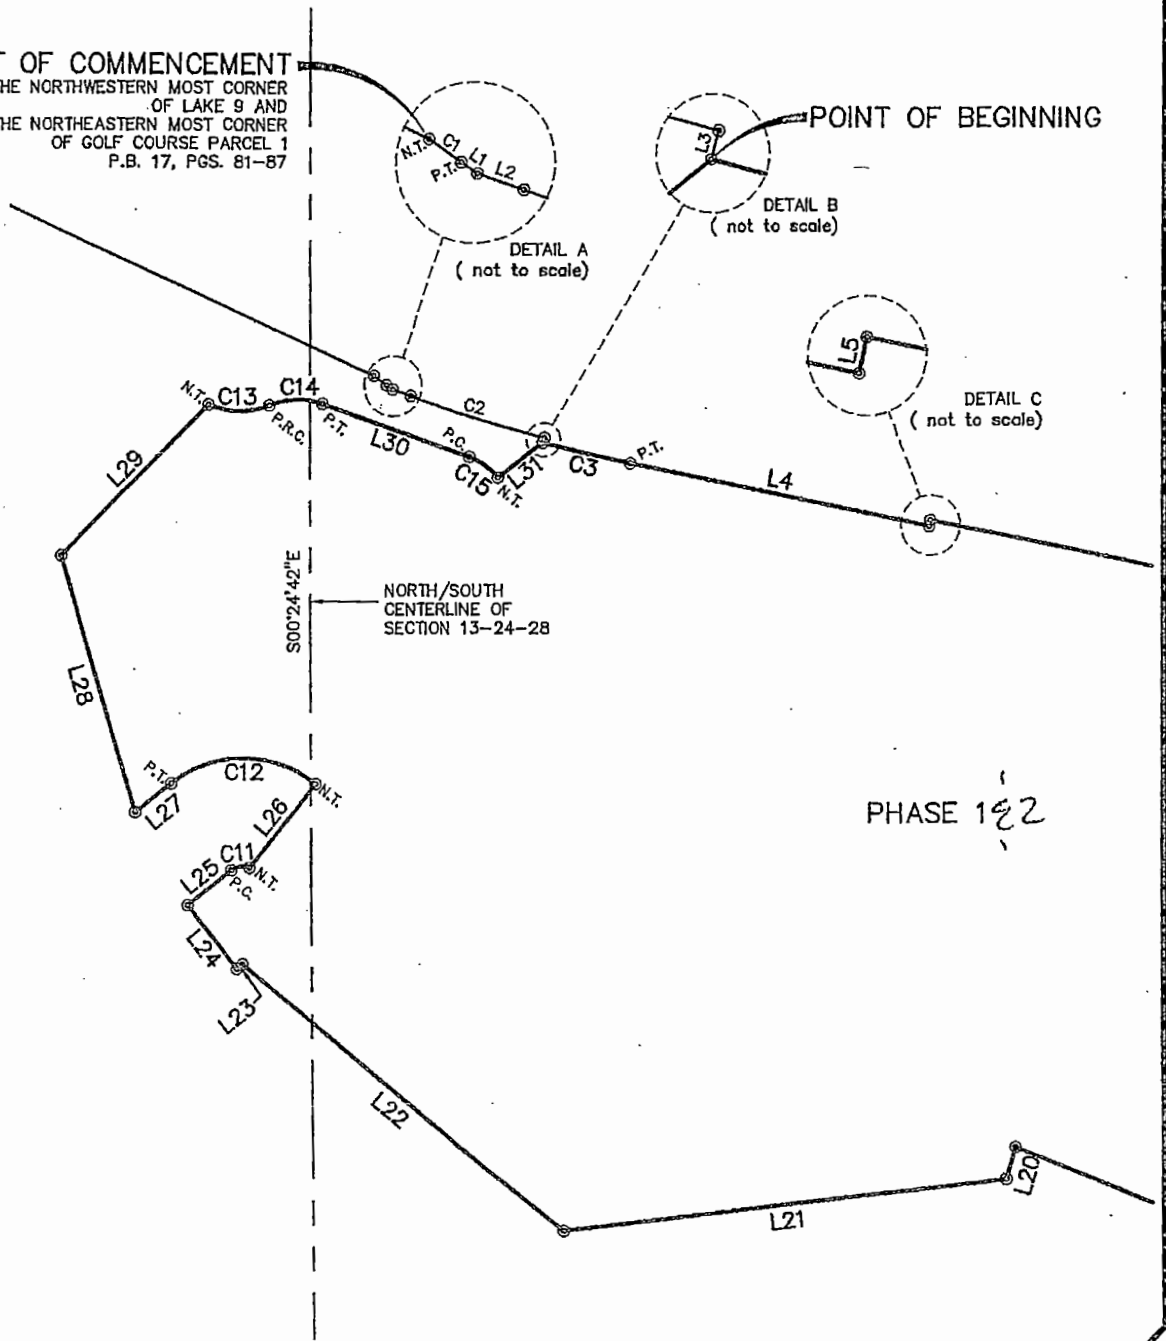 T OF COMMENCEMENT
HE NORTHWESTERN MOST CORNER
OF LAKE 9 AND
HE NORTHEASTERN MOST CORNER
OF GOLF COURSE PARCEL 1
P.B. 17, PGS. 81-87
N.T.
C1
P.T.
L1
L2
DETAIL A
( not to scale)
L3
POINT OF BEGINNING
DETAIL B
( not to scale)
L5
DETAIL C
( not to scale)
N.T.
C13
P.R.C.
C14
P.T.
L30
P.C.
C15
N.T.
L31
C2
C3
P.T.
L4
L29
S00°24'42"E
NORTH/SOUTH
CENTERLINE OF
SECTION 13-24-28
L28
P.T.
C12
N.T.
L27
L26
C11
N.T.
P.C.
L25
L24
L23
PHASE 1&2
L22
L21
L20